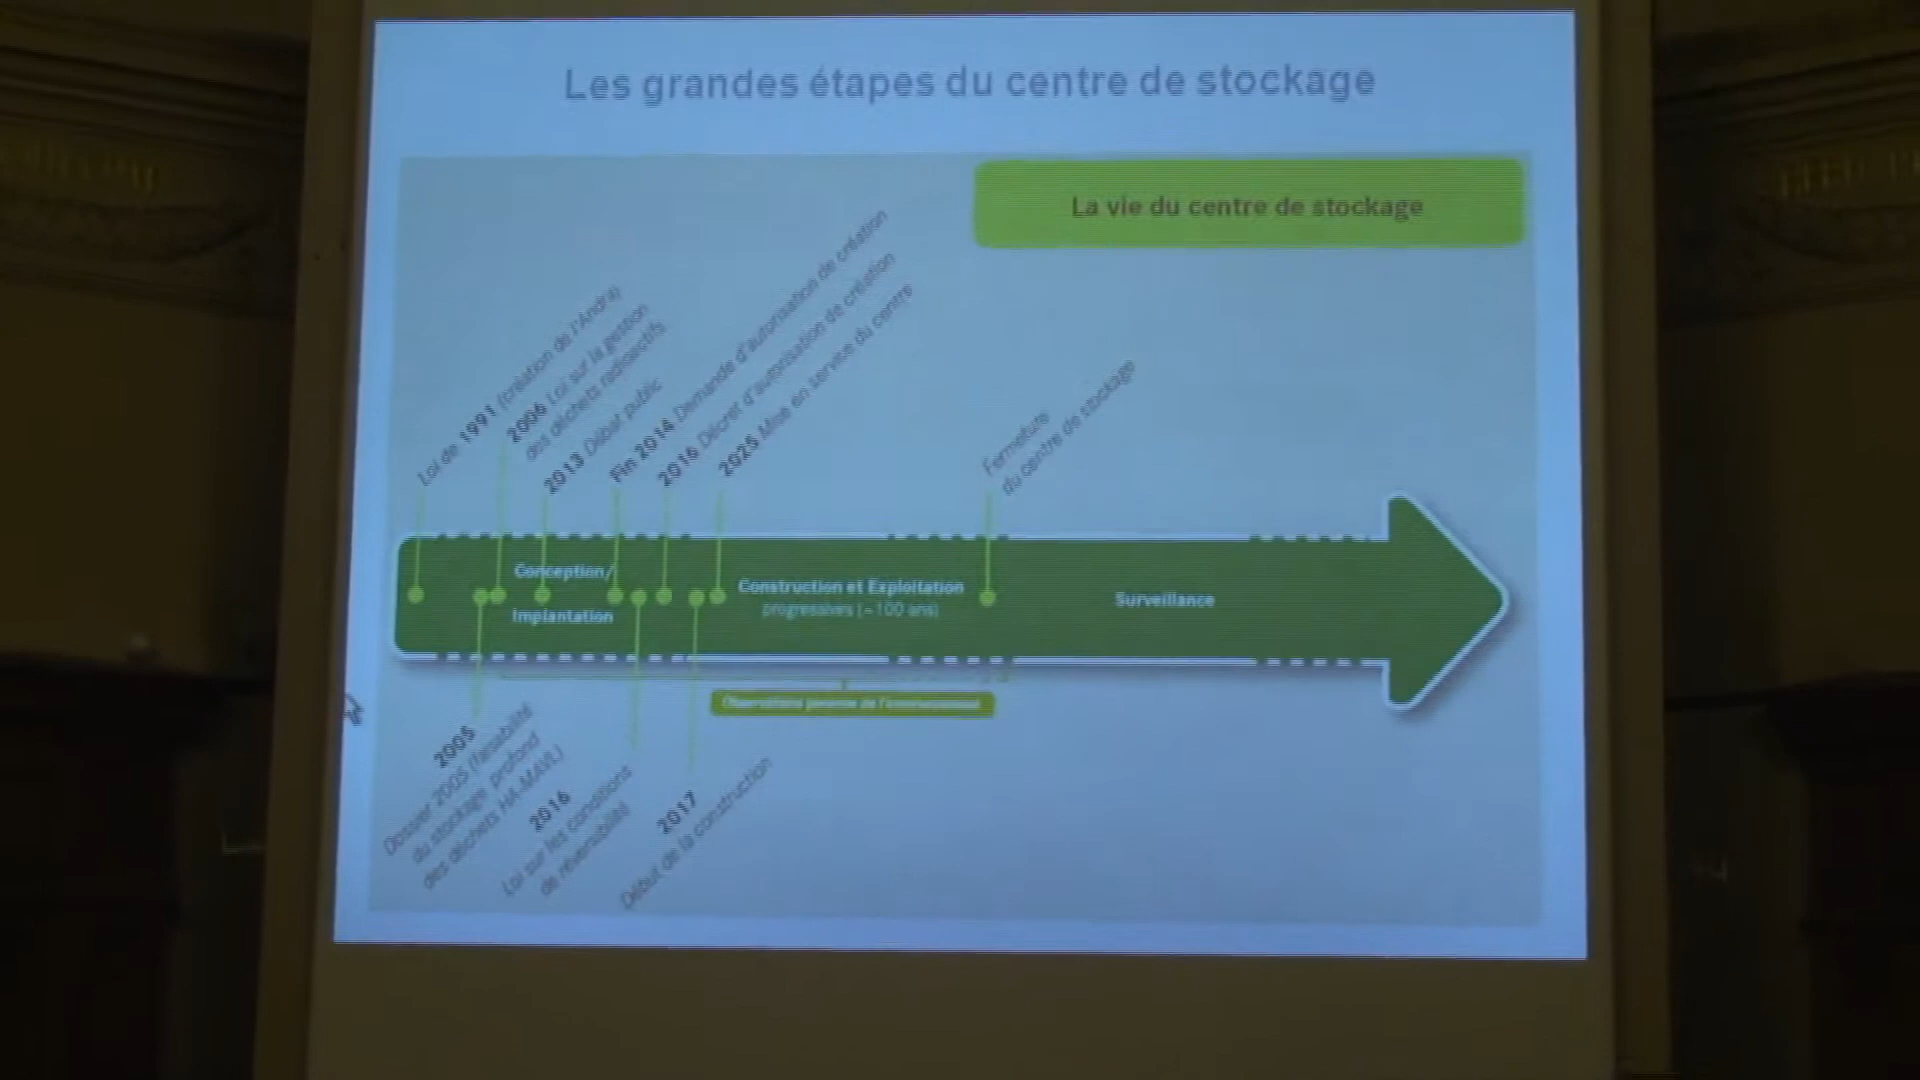 Les grandes étapes du centre de stockage
La vie du centre de stockage
Loi de 1991 (création de l'Andra)
2006 Loi sur la gestion
des déchets radioactifs
2013 Débat public
Fin 2014 Demande d'autorisation de création
2016 Décret d'autorisation de création
2025 Mise en service du centre
Fermeture
du centre de stockage
Conception/
Implantation
Construction et Exploitation
progressives (~100 ans)
Surveillance
Observatoire pérenne de l'environnement
2005
Dossier 2005 (faisabilité
du stockage profond
des déchets HA-MAVL)
2016
Loi sur les conditions
de réversibilité
2017
Début de la construction